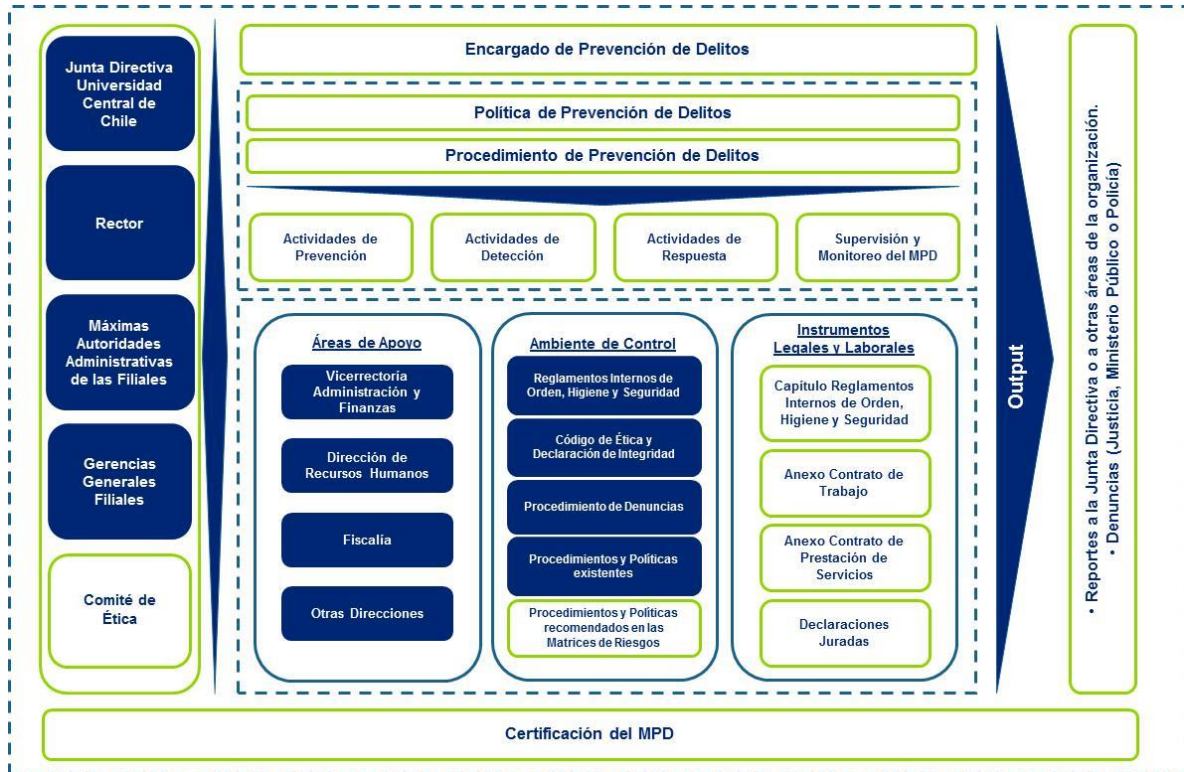 Junta Directiva
Universidad
Central de
Chile
Rector
Máximas
Autoridades
Administrativas
de las Filiales
Gerencias
Generales
Filiales
Comité de
Ética
Encargado de Prevención de Delitos
Política de Prevención de Delitos
Procedimiento de Prevención de Delitos
Actividades de
Prevención
Actividades de
Detección
Actividades de
Respuesta
Supervisión y
Monitoreo del MPD
Áreas de Apoyo
Vicerrectoría
Administración y
Finanzas
Dirección de
Recursos Humanos
Fiscalía
Otras Direcciones
Ambiente de Control
Reglamentos Internos de
Orden, Higiene y Seguridad
Código de Ética y
Declaración de Integridad
Procedimiento de Denuncias
Procedimientos y Políticas
existentes
Procedimientos y Políticas
recomendados en las
Matrices de Riesgos
Instrumentos
Legales y Laborales
Capítulo Reglamentos
Internos de Orden,
Higiene y Seguridad
Anexo Contrato de
Trabajo
Anexo Contrato de
Prestación de
Servicios
Declaraciones
Juradas
Output
• Reportes a la Junta Directiva o a otras áreas de la organización.
• Denuncias (Justicia, Ministerio Público o Policía)
Certificación del MPD